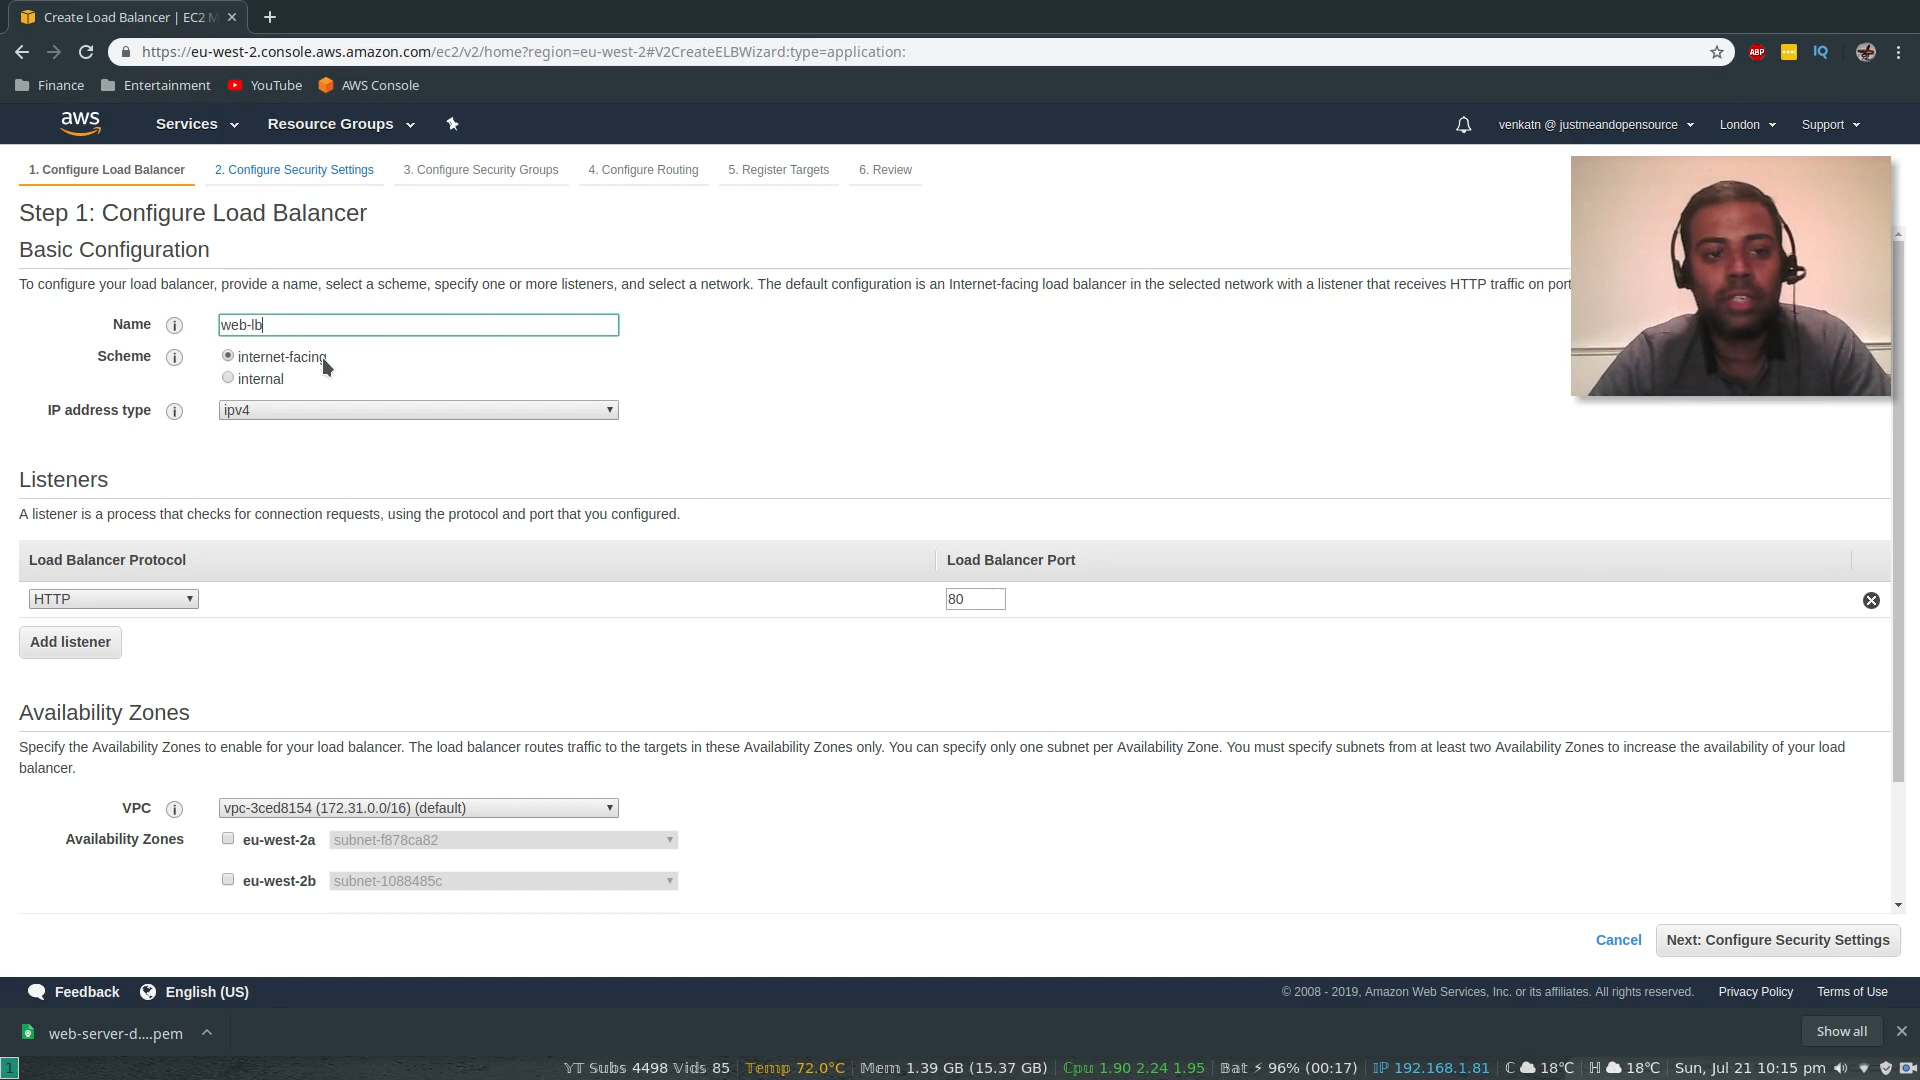 Create Load Balancer | EC2 M
https://eu-west-2.console.aws.amazon.com/ec2/v2/home?region=eu-west-2#V2CreateELBWizard:type=application:
ABP
IQ
Finance Entertainment YouTube AWS Console
aws Services Resource Groups venkatn @ justmeandopensource London Support
1. Configure Load Balancer 2. Configure Security Settings 3. Configure Security Groups 4. Configure Routing 5. Register Targets 6. Review
Step 1: Configure Load Balancer
Basic Configuration
To configure your load balancer, provide a name, select a scheme, specify one or more listeners, and select a network. The default configuration is an Internet-facing load balancer in the selected network with a listener that receives HTTP traffic on port
Name i web-lb
Scheme i internet-facing
internal
IP address type i ipv4
Listeners
A listener is a process that checks for connection requests, using the protocol and port that you configured.
Load Balancer Protocol Load Balancer Port
HTTP 80
Add listener
Availability Zones
Specify the Availability Zones to enable for your load balancer. The load balancer routes traffic to the targets in these Availability Zones only. You can specify only one subnet per Availability Zone. You must specify subnets from at least two Availability Zones to increase the availability of your load
balancer.
VPC i vpc-3ced8154 (172.31.0.0/16) (default)
Availability Zones eu-west-2a subnet-f878ca82
eu-west-2b subnet-1088485c
Cancel Next: Configure Security Settings
Feedback English (US) © 2008 - 2019, Amazon Web Services, Inc. or its affiliates. All rights reserved. Privacy Policy Terms of Use
web-server-d....pem Show all
1 YT Subs 4498 Vids 85 Temp 72.0°C Mem 1.39 GB (15.37 GB) Cpu 1.90 2.24 1.95 Bat ⚡ 96% (00:17) IP 192.168.1.81 C 18°C H 18°C Sun, Jul 21 10:15 pm